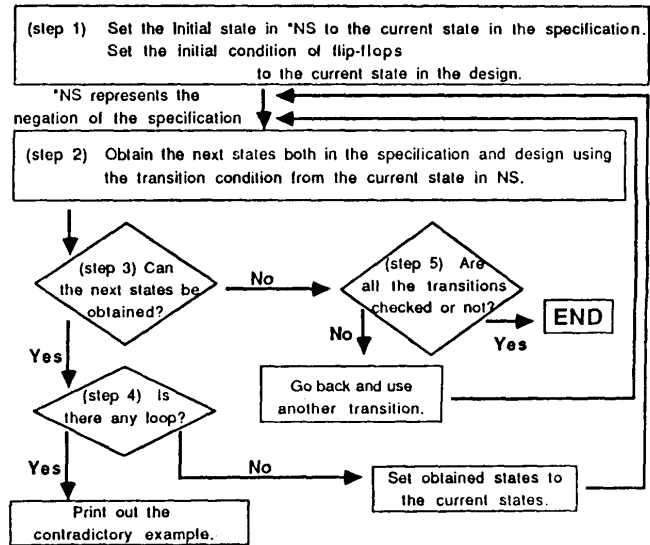 (step 1) Set the Initial state in *NS to the current state in the specification.
Set the initial condition of flip-flops
to the current state in the design.
*NS represents the
negation of the specification
(step 2) Obtain the next states both in the specification and design using
the transition condition from the current state in NS.
(step 3) Can
the next states be
obtained?
No
(step 5) Are
all the transitions
checked or not?
END
No
Yes
Yes
Go back and use
another transition.
(step 4) Is
there any loop?
Yes
No
Set obtained states to
the current states.
Print out the
contradictory example.